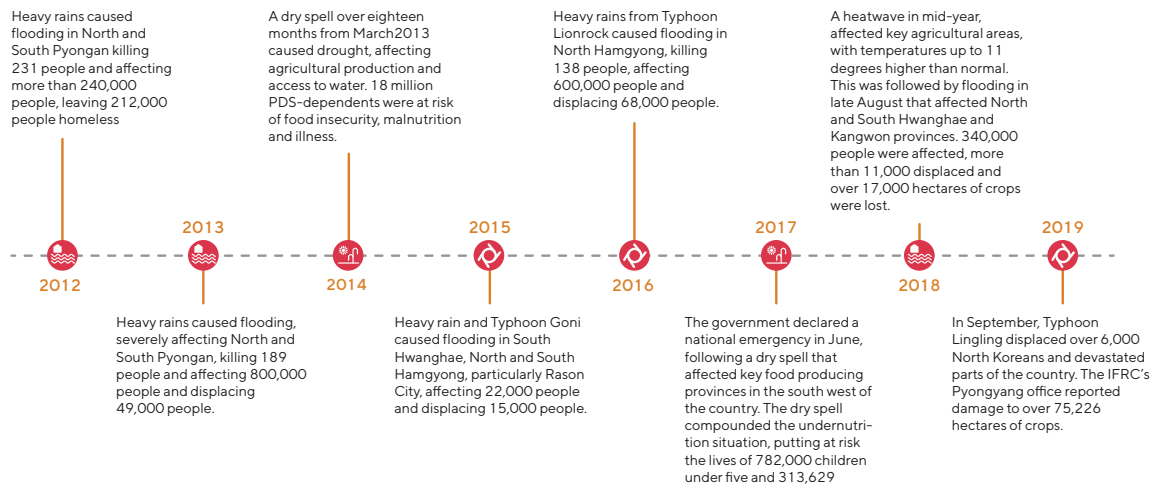 Heavy rains caused
flooding in North and
South Pyongan killing
231 people and affecting
more than 240,000
people, leaving 212,000
people homeless
A dry spell over eighteen
months from March2013
caused drought, affecting
agricultural production and
access to water. 18 million
PDS-dependents were at risk
of food insecurity, malnutrition
and illness.
Heavy rains from Typhoon
Lionrock caused flooding in
North Hamgyong, killing
138 people, affecting
600,000 people and
displacing 68,000 people.
A heatwave in mid-year,
affected key agricultural areas,
with temperatures up to 11
degrees higher than normal.
This was followed by flooding in
late August that affected North
and South Hwanghae and
Kangwon provinces. 340,000
people were affected, more
than 11,000 displaced and
over 17,000 hectares of crops
were lost.
2013
2015
2017
2019
2012
2014
2016
2018
Heavy rains caused flooding,
severely affecting North and
South Pyongan, killing 189
people and affecting 800,000
people and displacing
49,000 people.
Heavy rain and Typhoon Goni
caused flooding in South
Hwanghae, North and South
Hamgyong, particularly Rason
City, affecting 22,000 people
and displacing 15,000 people.
The government declared a
national emergency in June,
following a dry spell that
affected key food producing
provinces in the south west of
the country. The dry spell
compounded the undernutri-
tion situation, putting at risk
the lives of 782,000 children
under five and 313,629
In September, Typhoon
Lingling displaced over 6,000
North Koreans and devastated
parts of the country. The IFRC's
Pyongyang office reported
damage to over 75,226
hectares of crops.